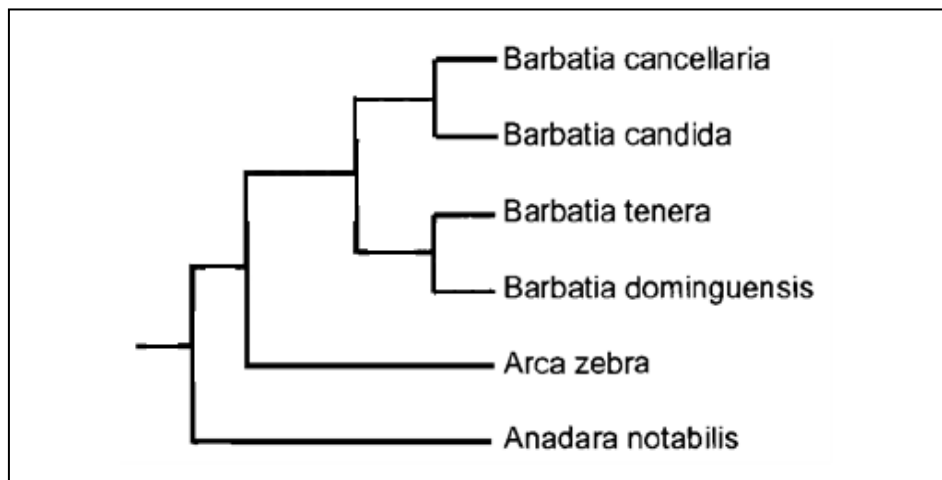 Barbatia cancellaria
Barbatia candida
Barbatia tenera
Barbatia dominguensis
Arca zebra
Anadara notabilis